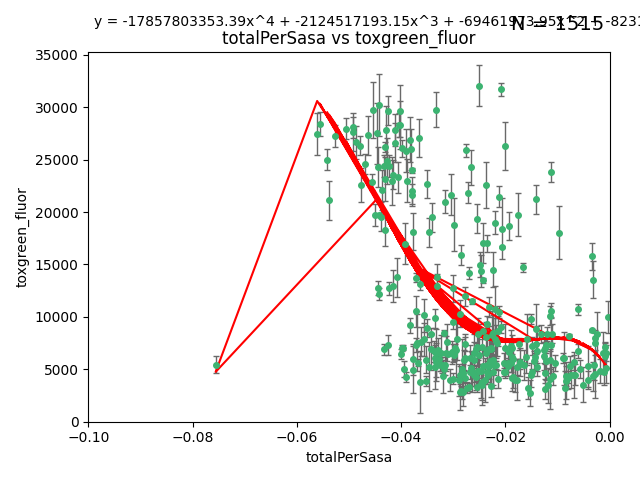 y = -17857803353.39x^4 + -2124517193.15x^3 +
N = 1515
totalPerSasa vs toxgreen_fluor
35000
30000
25000
20000
15000
10000
5000
0
toxgreen_fluor
−0.10 −0.08 −0.06 −0.04 −0.02 0.00
totalPerSasa